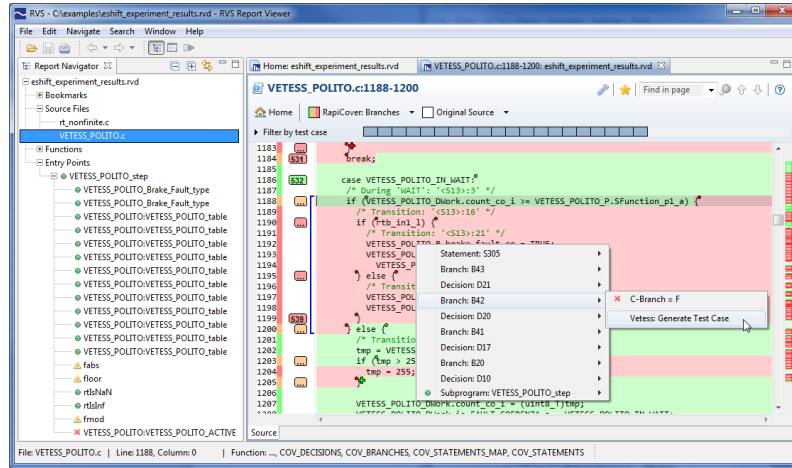 RVS - C:\examples\eshift_experiment_results.rvd - RVS Report Viewer
File Edit Navigate Search Window Help
Report Navigator
eshift_experiment_results.rvd
Bookmarks
Source Files
rt_nonfinite.c
VETESS_POLITO.c
Functions
Entry Points
VETESS_POLITO_step
VETESS_POLITO_Brake_Fault_type
VETESS_POLITO_Brake_Fault_type
VETESS_POLITO:VETESS_POLITO_table
VETESS_POLITO:VETESS_POLITO_table
VETESS_POLITO:VETESS_POLITO_table
VETESS_POLITO:VETESS_POLITO_table
VETESS_POLITO:VETESS_POLITO_table
VETESS_POLITO:VETESS_POLITO_table
VETESS_POLITO:VETESS_POLITO_table
VETESS_POLITO:VETESS_POLITO_table
VETESS_POLITO:VETESS_POLITO_table
VETESS_POLITO:VETESS_POLITO_table
VETESS_POLITO:VETESS_POLITO_table
fabs
floor
rtIsNaN
rtIsInf
fmod
VETESS_POLITO:VETESS_POLITO_ACTIVE
Home: eshift_experiment_results.rvd
VETESS_POLITO.c:1188-1200: eshift_experiment_results.rvd
VETESS_POLITO.c:1188-1200
Find in page
Home RapiCover: Branches Original Source
Filter by test case
1183 ...
1184 531 break;
1185
1186 532 case VETESS_POLITO_IN_WAIT:
1187 /* During 'WAIT': '<S13>:3' */
1188 ... if (VETESS_POLITO_DWork.count_co_i >= VETESS_POLITO_P.SFunction_p1_a) {
1189 /* Transition: '<S13>:16' */
1190 ... if (rtb_in1_l) {
1191 /* Transition: '<S13>:21' */
1192 VETESS_POLITO_B.brake_fault_co = TRUE;
1193 VETESS_POL
1194 VETESS_P
1195 ... } else {
1196 /* Transit
1197 VETESS_POL
1198 VETESS_POL
1199 539 }
1200 ... } else {
1201 /* Transitio
1202 tmp = VETESS
1203 ... if (tmp > 25
1204 tmp = 255;
1205 ... }
1206
1207 VETESS_POLITO_DWork.count_co_i = (uint8_T)tmp;
Statement: S305
Branch: B43
Decision: D21
Branch: B42
Decision: D20
Branch: B41
Decision: D17
Branch: B20
Decision: D10
Subprogram: VETESS_POLITO_step
C-Branch = F
Vetess: Generate Test Case
Source
File: VETESS_POLITO.c Line: 1188, Column: 0 Function: ..., COV_DECISIONS, COV_BRANCHES, COV_STATEMENTS_MAP, COV_STATEMENTS